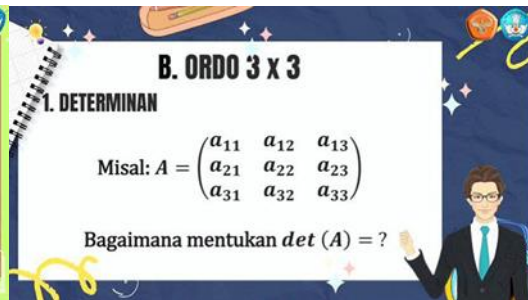 B. ORDO 3 x 3
1. DETERMINAN
Misal: A = (a₁₁ a₁₂ a₁₃
a₂₁ a₂₂ a₂₃
a₃₁ a₃₂ a₃₃)
Bagaimana mentukan det (A) = ?